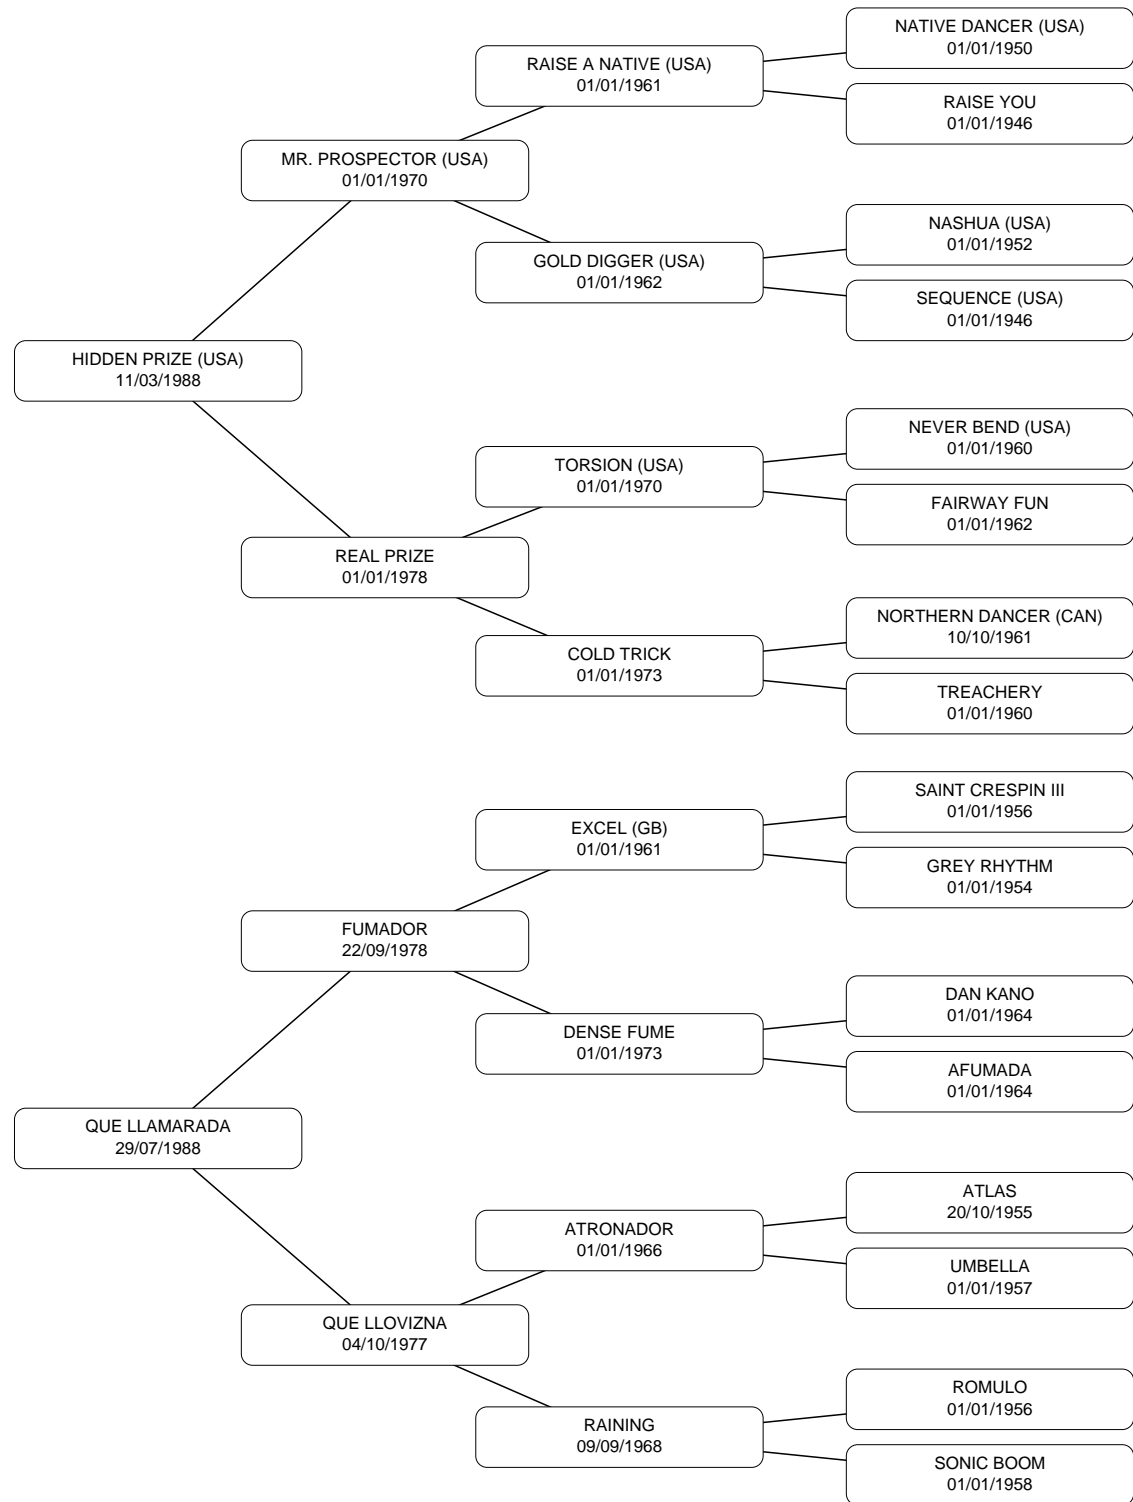 NATIVE DANCER (USA)
01/01/1950
RAISE A NATIVE (USA)
01/01/1961
RAISE YOU
01/01/1946
MR. PROSPECTOR (USA)
01/01/1970
NASHUA (USA)
01/01/1952
GOLD DIGGER (USA)
01/01/1962
SEQUENCE (USA)
01/01/1946
HIDDEN PRIZE (USA)
11/03/1988
NEVER BEND (USA)
01/01/1960
TORSION (USA)
01/01/1970
FAIRWAY FUN
01/01/1962
REAL PRIZE
01/01/1978
NORTHERN DANCER (CAN)
10/10/1961
COLD TRICK
01/01/1973
TREACHERY
01/01/1960
SAINT CRESPIN III
01/01/1956
EXCEL (GB)
01/01/1961
GREY RHYTHM
01/01/1954
FUMADOR
22/09/1978
DAN KANO
01/01/1964
DENSE FUME
01/01/1973
AFUMADA
01/01/1964
QUE LLAMARADA
29/07/1988
ATLAS
20/10/1955
ATRONADOR
01/01/1966
UMBELLA
01/01/1957
QUE LLOVIZNA
04/10/1977
ROMULO
01/01/1956
RAINING
09/09/1968
SONIC BOOM
01/01/1958